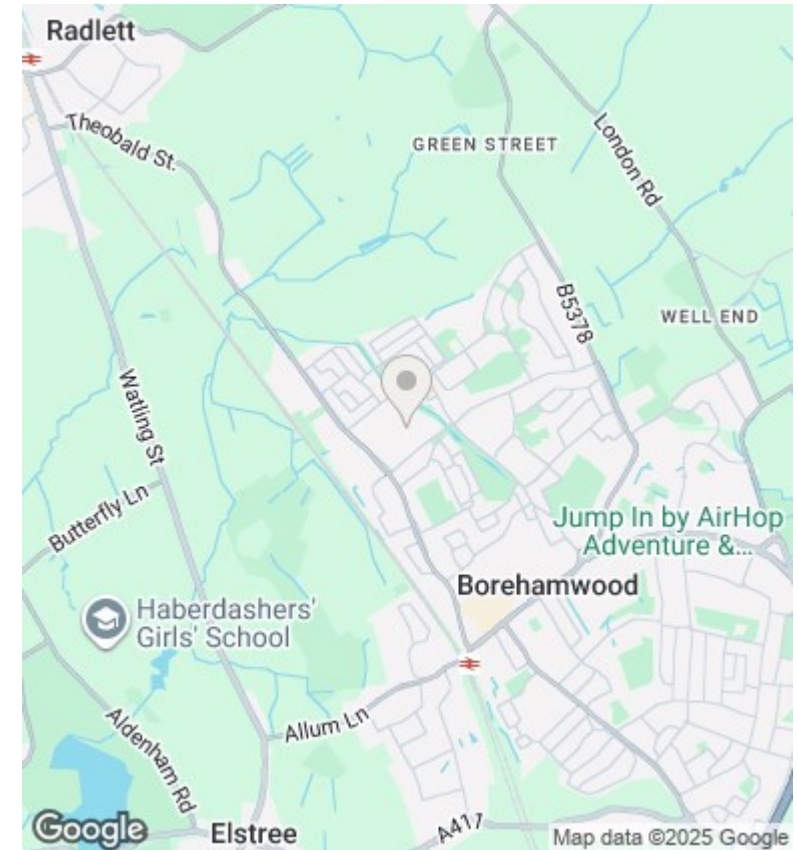 Radlett
Theobald St.
GREEN STREET
London Rd
B5378
WELL END
Watling St
Butterfly Ln
Jump In by AirHop
Adventure &...
Borehamwood
Haberdashers'
Girls' School
Allum Ln
Aldenham Rd
Elstree
A411
Google
Map data ©2025 Google